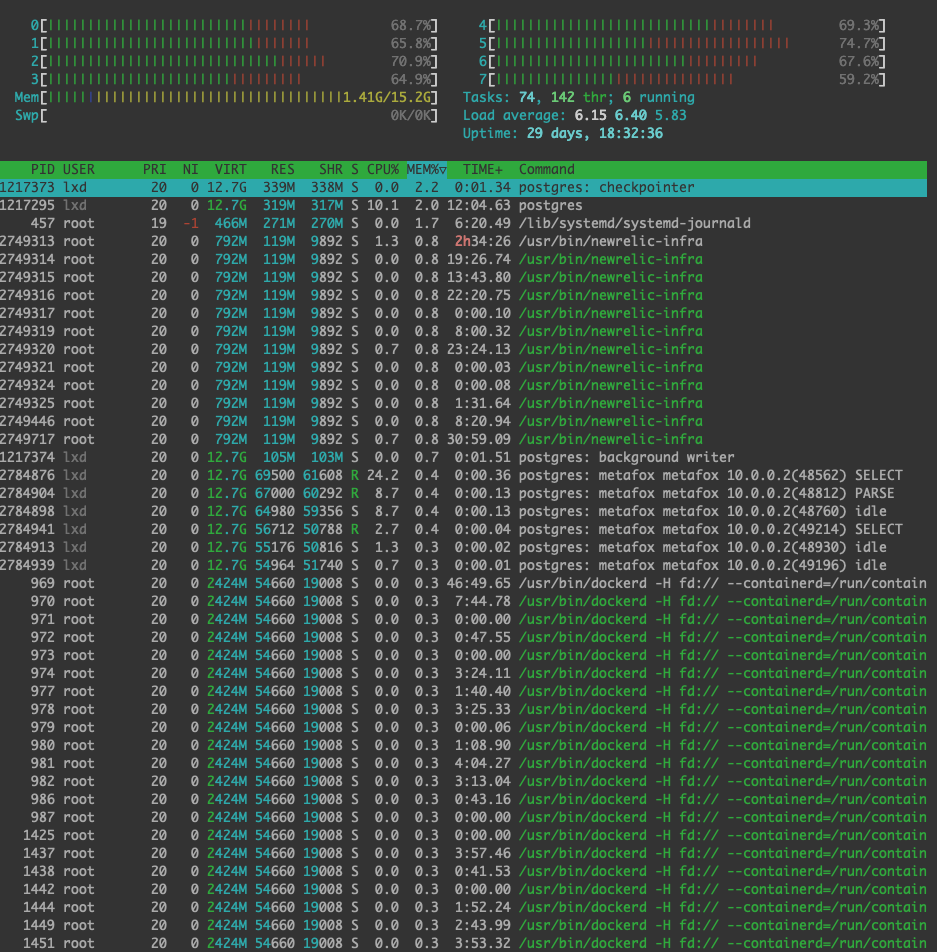 0[||||||||||||||||||||||||||||||||||| 68.7%] 4[||||||||||||||||||||||||||||||||||| 69.3%]
1[||||||||||||||||||||||||||||||||||| 65.8%] 5[||||||||||||||||||||||||||||||||||||| 74.7%]
2[|||||||||||||||||||||||||||||||||||| 70.9%] 6[|||||||||||||||||||||||||||||||||| 67.6%]
3[||||||||||||||||||||||||||||||||| 64.9%] 7[||||||||||||||||||||||||||||||| 59.2%]
Mem[||||||||||||||||||||||||||||||||||||||1.41G/15.2G] Tasks: 74, 142 thr; 6 running
Swp[ 0K/0K] Load average: 6.15 6.40 5.83
Uptime: 29 days, 18:32:36
PID USER PRI NI VIRT RES SHR S CPU% MEM%▽ TIME+ Command
1217373 lxd 20 0 12.7G 339M 338M S 0.0 2.2 0:01.34 postgres: checkpointer
1217295 lxd 20 0 12.7G 319M 317M S 10.1 2.0 12:04.63 postgres
457 root 19 -1 466M 271M 270M S 0.0 1.7 6:20.49 /lib/systemd/systemd-journald
2749313 root 20 0 792M 119M 9892 S 1.3 0.8 2h34:26 /usr/bin/newrelic-infra
2749314 root 20 0 792M 119M 9892 S 0.0 0.8 19:26.74 /usr/bin/newrelic-infra
2749315 root 20 0 792M 119M 9892 S 0.0 0.8 13:43.80 /usr/bin/newrelic-infra
2749316 root 20 0 792M 119M 9892 S 0.0 0.8 22:20.75 /usr/bin/newrelic-infra
2749317 root 20 0 792M 119M 9892 S 0.0 0.8 0:00.10 /usr/bin/newrelic-infra
2749319 root 20 0 792M 119M 9892 S 0.0 0.8 8:00.32 /usr/bin/newrelic-infra
2749320 root 20 0 792M 119M 9892 S 0.7 0.8 23:24.13 /usr/bin/newrelic-infra
2749321 root 20 0 792M 119M 9892 S 0.0 0.8 0:00.03 /usr/bin/newrelic-infra
2749324 root 20 0 792M 119M 9892 S 0.0 0.8 0:00.08 /usr/bin/newrelic-infra
2749325 root 20 0 792M 119M 9892 S 0.0 0.8 1:31.64 /usr/bin/newrelic-infra
2749446 root 20 0 792M 119M 9892 S 0.0 0.8 8:20.94 /usr/bin/newrelic-infra
2749717 root 20 0 792M 119M 9892 S 0.7 0.8 30:59.09 /usr/bin/newrelic-infra
1217374 lxd 20 0 12.7G 105M 103M S 0.0 0.7 0:01.51 postgres: background writer
2784876 lxd 20 0 12.7G 69500 61608 R 24.2 0.4 0:00.36 postgres: metafox metafox 10.0.0.2(48562) SELECT
2784904 lxd 20 0 12.7G 67000 60292 R 8.7 0.4 0:00.13 postgres: metafox metafox 10.0.0.2(48812) PARSE
2784898 lxd 20 0 12.7G 64980 59356 S 8.7 0.4 0:00.13 postgres: metafox metafox 10.0.0.2(48760) idle
2784941 lxd 20 0 12.7G 56712 50788 R 2.7 0.4 0:00.04 postgres: metafox metafox 10.0.0.2(49214) SELECT
2784913 lxd 20 0 12.7G 55176 50816 S 1.3 0.3 0:00.02 postgres: metafox metafox 10.0.0.2(48930) idle
2784939 lxd 20 0 12.7G 54964 51740 S 0.7 0.3 0:00.01 postgres: metafox metafox 10.0.0.2(49196) idle
969 root 20 0 2424M 54660 19008 S 0.0 0.3 46:49.65 /usr/bin/dockerd -H fd:// --containerd=/run/contain
970 root 20 0 2424M 54660 19008 S 0.0 0.3 7:44.78 /usr/bin/dockerd -H fd:// --containerd=/run/contain
971 root 20 0 2424M 54660 19008 S 0.0 0.3 0:00.00 /usr/bin/dockerd -H fd:// --containerd=/run/contain
972 root 20 0 2424M 54660 19008 S 0.0 0.3 0:47.55 /usr/bin/dockerd -H fd:// --containerd=/run/contain
973 root 20 0 2424M 54660 19008 S 0.0 0.3 0:00.00 /usr/bin/dockerd -H fd:// --containerd=/run/contain
974 root 20 0 2424M 54660 19008 S 0.0 0.3 3:24.11 /usr/bin/dockerd -H fd:// --containerd=/run/contain
977 root 20 0 2424M 54660 19008 S 0.0 0.3 1:40.40 /usr/bin/dockerd -H fd:// --containerd=/run/contain
978 root 20 0 2424M 54660 19008 S 0.0 0.3 3:25.33 /usr/bin/dockerd -H fd:// --containerd=/run/contain
979 root 20 0 2424M 54660 19008 S 0.0 0.3 0:00.06 /usr/bin/dockerd -H fd:// --containerd=/run/contain
980 root 20 0 2424M 54660 19008 S 0.0 0.3 1:08.90 /usr/bin/dockerd -H fd:// --containerd=/run/contain
981 root 20 0 2424M 54660 19008 S 0.0 0.3 4:04.27 /usr/bin/dockerd -H fd:// --containerd=/run/contain
982 root 20 0 2424M 54660 19008 S 0.0 0.3 3:13.04 /usr/bin/dockerd -H fd:// --containerd=/run/contain
986 root 20 0 2424M 54660 19008 S 0.0 0.3 0:43.16 /usr/bin/dockerd -H fd:// --containerd=/run/contain
987 root 20 0 2424M 54660 19008 S 0.0 0.3 0:00.00 /usr/bin/dockerd -H fd:// --containerd=/run/contain
1425 root 20 0 2424M 54660 19008 S 0.0 0.3 0:00.00 /usr/bin/dockerd -H fd:// --containerd=/run/contain
1437 root 20 0 2424M 54660 19008 S 0.0 0.3 3:57.46 /usr/bin/dockerd -H fd:// --containerd=/run/contain
1438 root 20 0 2424M 54660 19008 S 0.0 0.3 0:41.53 /usr/bin/dockerd -H fd:// --containerd=/run/contain
1442 root 20 0 2424M 54660 19008 S 0.0 0.3 0:00.00 /usr/bin/dockerd -H fd:// --containerd=/run/contain
1444 root 20 0 2424M 54660 19008 S 0.0 0.3 1:52.24 /usr/bin/dockerd -H fd:// --containerd=/run/contain
1449 root 20 0 2424M 54660 19008 S 0.0 0.3 2:43.99 /usr/bin/dockerd -H fd:// --containerd=/run/contain
1451 root 20 0 2424M 54660 19008 S 0.0 0.3 3:53.32 /usr/bin/dockerd -H fd:// --containerd=/run/contain